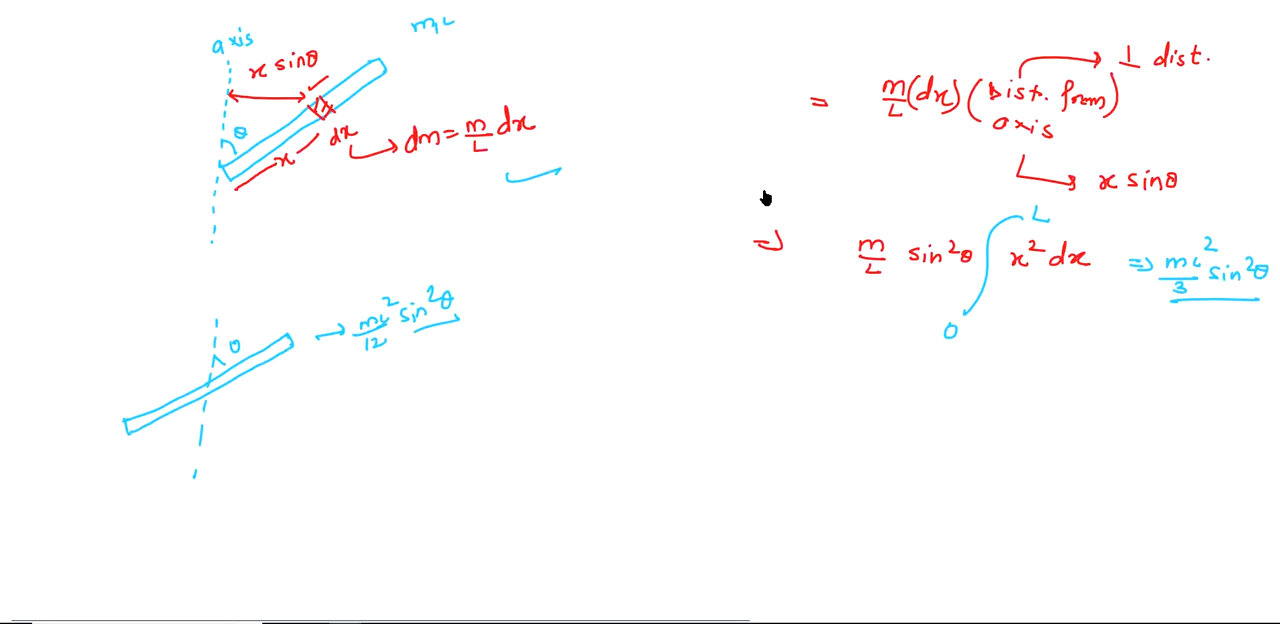 mL
axis
x sinθ
θ
x
dx
dm = m/L dx
= m/L (dx) (Dist. from axis)
⊥ dist.
x sinθ
⇒ m/L sin²θ ∫₀ᴸ x² dx ⇒ mL²/3 sin²θ
θ
→ mL²/12 sin²θ